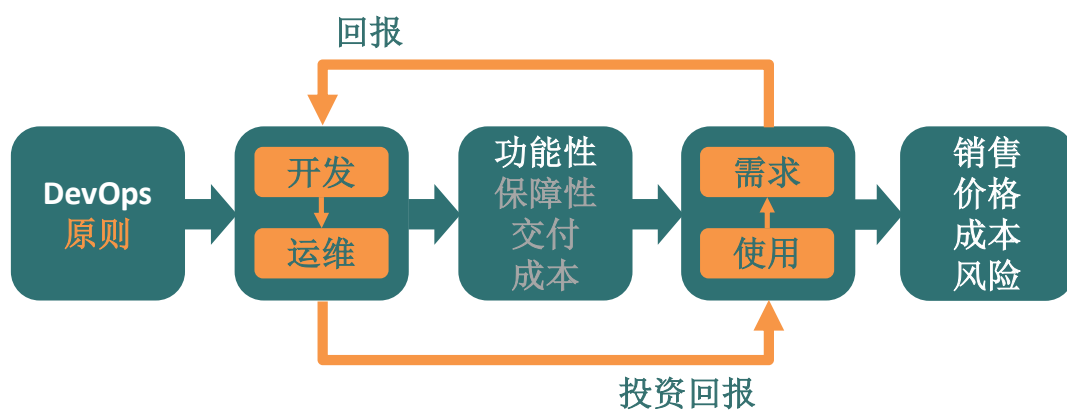 回报
DevOps
原则
开发
运维
功能性
保障性
交付
成本
需求
使用
销售
价格
成本
风险
投资回报